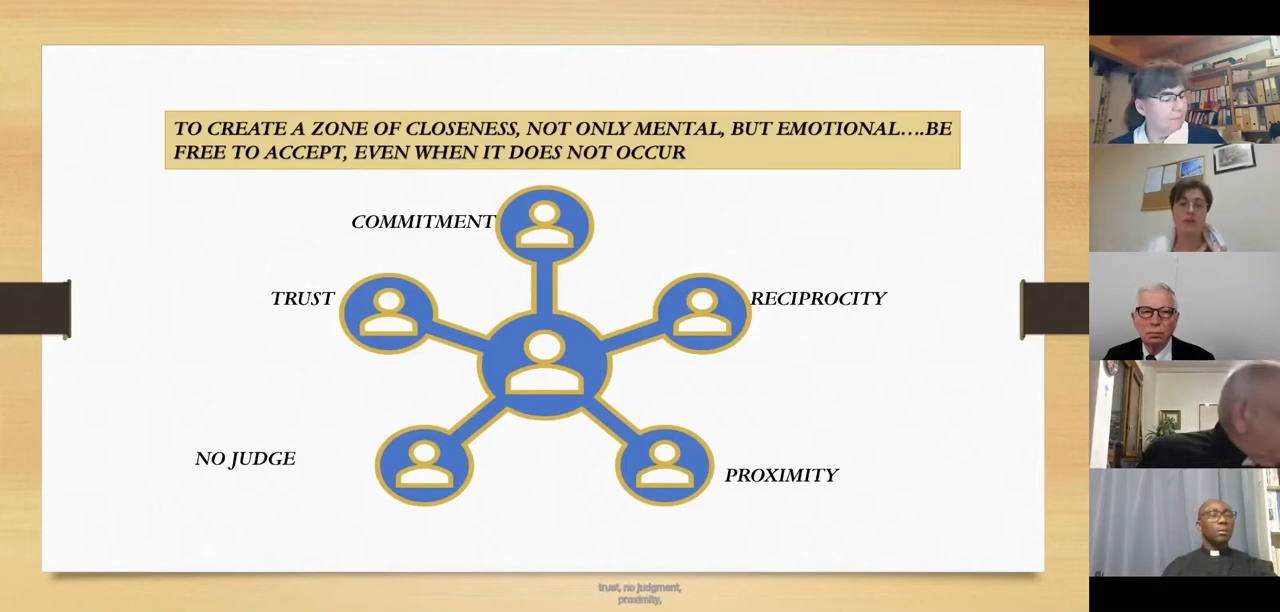 TO CREATE A ZONE OF CLOSENESS, NOT ONLY MENTAL, BUT EMOTIONAL....BE
FREE TO ACCEPT, EVEN WHEN IT DOES NOT OCCUR
COMMITMENT
TRUST
RECIPROCITY
NO JUDGE
PROXIMITY
trust, no judgment,
proximity,